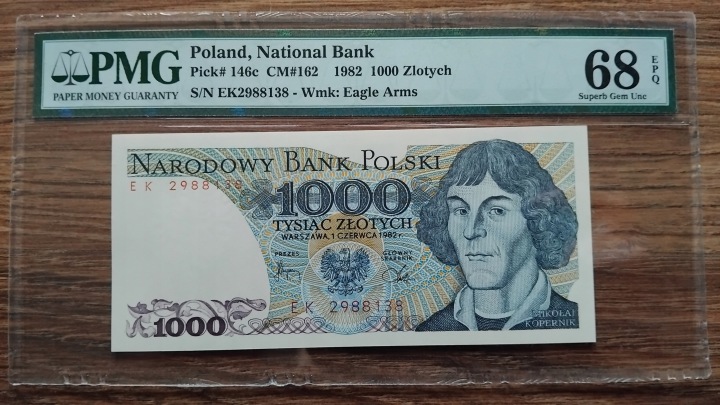 PMG
PAPER MONEY GUARANTY
Poland, National Bank
Pick# 146c CM#162 1982 1000 Zlotych
S/N EK2988138 - Wmk: Eagle Arms
68 EPQ
Superb Gem Unc
NARODOWY BANK POLSKI
EK 2988138
1000
TYSIĄC ZŁOTYCH
WARSZAWA, 1 CZERWCA 1982 r.
PREZES
GŁÓWNY SKARBNIK
EK 2988138
1000
MIKOŁAJ
KOPERNIK